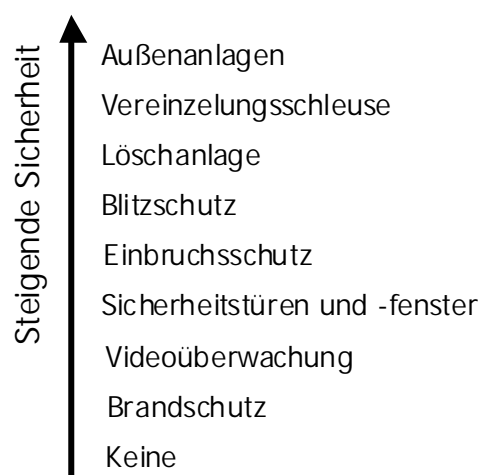 Steigende Sicherheit
Außenanlagen
Vereinzelungsschleuse
Löschanlage
Blitzschutz
Einbruchsschutz
Sicherheitstüren und -fenster
Videoüberwachung
Brandschutz
Keine